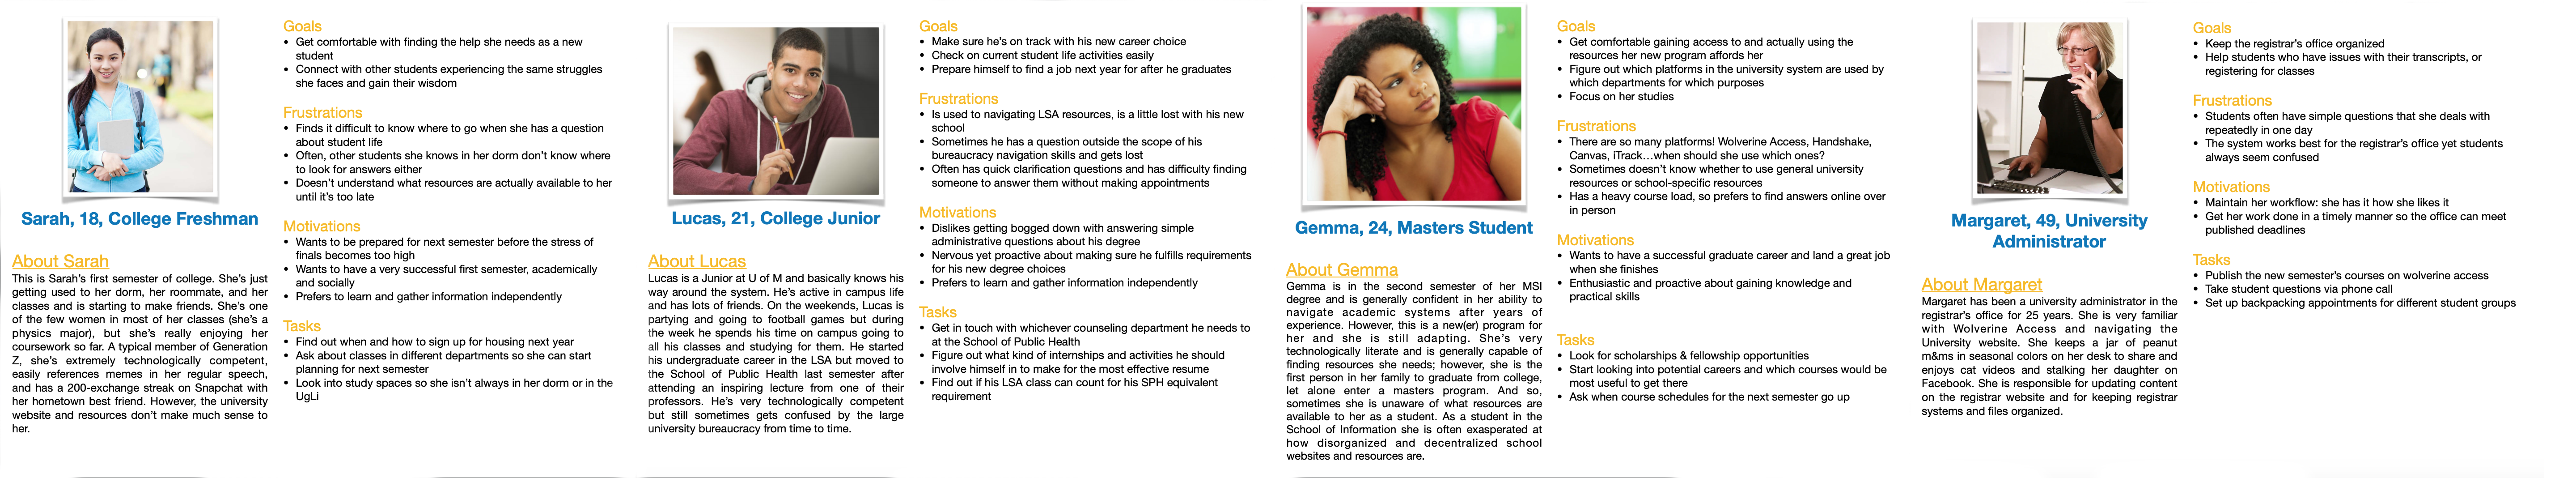 Sarah, 18, College Freshman
About Sarah
This is Sarah's first semester of college. She's just
getting used to her dorm, her roommate, and her
classes and is starting to make friends. She's one
of the few women in most of her classes (she's a
physics major), but she's really enjoying her
coursework so far. A typical member of Generation
Z, she's extremely technologically competent,
easily references memes in her regular speech,
and has a 200-exchange streak on Snapchat with
her hometown best friend. However, the university
website and resources don't make much sense to
her.
Goals
• Get comfortable with finding the help she needs as a new
student
• Connect with other students experiencing the same struggles
she faces and gain their wisdom
Frustrations
• Finds it difficult to know where to go when she has a question
about student life
• Often, other students she knows in her dorm don't know where
to look for answers either
• Doesn't understand what resources are actually available to her
until it's too late
Motivations
• Wants to be prepared for next semester before the stress of
finals becomes too high
• Wants to have a very successful first semester, academically
and socially
• Prefers to learn and gather information independently
Tasks
• Find out when and how to sign up for housing next year
• Ask about classes in different departments so she can start
planning for next semester
• Look into study spaces so she isn't always in her dorm or in the
UgLi
Lucas, 21, College Junior
About Lucas
Lucas is a Junior at U of M and basically knows his
way around the system. He's active in campus life
and has lots of friends. On the weekends, Lucas is
partying and going to football games but during
the week he spends his time on campus going to
all his classes and studying for them. He started
his undergraduate career in the LSA but moved to
the School of Public Health last semester after
attending an inspiring lecture from one of their
professors. He's very technologically competent
but still sometimes gets confused by the large
university bureaucracy from time to time.
Goals
• Make sure he's on track with his new career choice
• Check on current student life activities easily
• Prepare himself to find a job next year for after he graduates
Frustrations
• Is used to navigating LSA resources, is a little lost with his new
school
• Sometimes he has a question outside the scope of his
bureaucracy navigation skills and gets lost
• Often has quick clarification questions and has difficulty finding
someone to answer them without making appointments
Motivations
• Dislikes getting bogged down with answering simple
administrative questions about his degree
• Nervous yet proactive about making sure he fulfills requirements
for his new degree choices
• Prefers to learn and gather information independently
Tasks
• Get in touch with whichever counseling department he needs to
at the School of Public Health
• Figure out what kind of internships and activities he should
involve himself in to make for the most effective resume
• Find out if his LSA class can count for his SPH equivalent
requirement
Gemma, 24, Masters Student
About Gemma
Gemma is in the second semester of her MSI
degree and is generally confident in her ability to
navigate academic systems after years of
experience. However, this is a new(er) program for
her and she is still adapting. She's very
technologically literate and is generally capable of
finding resources she needs; however, she is the
first person in her family to graduate from college,
let alone enter a masters program. And so,
sometimes she is unaware of what resouces are
available to her as a student. As a student in the
School of Information she is often exasperated at
how disorganized and decentralized school
websites and resources are.
Goals
• Get comfortable gaining access to and actually using the
resources her new program affords her
• Figure out which platforms in the university system are used by
which departments for which purposes
• Focus on her studies
Frustrations
• There are so many platforms! Wolverine Access, Handshake,
Canvas, iTrack…when should she use which ones?
• Sometimes doesn't know whether to use general university
resources or school-specific resources
• Has a heavy course load, so prefers to find answers online over
in person
Motivations
• Wants to have a successful graduate career and land a great job
when she finishes
• Enthusiastic and proactive about gaining knowledge and
practical skills
Tasks
• Look for scholarships & fellowship opportunities
• Start looking into potential careers and which courses would be
most useful to get there
• Ask when course schedules for the next semester go up
Margaret, 49, University
Administrator
About Margaret
Margaret has been a university administrator in the
registrar's office for 25 years. She is very familiar
with Wolverine Access and navigating the
University website. She keeps a jar of peanut
m&ms in seasonal colors on her desk to share and
enjoys cat videos and stalking her daughter on
Facebook. She is responsible for updating content
on the registrar website and for keeping registrar
systems and files organized.
Goals
• Keep the registrar's office organized
• Help students who have issues with their transcripts, or
registering for classes
Frustrations
• Students often have simple questions that she deals with
repeatedly in one day
• The system works best for the registrar's office yet students
always seem confused
Motivations
• Maintain her workflow: she has it how she likes it
• Get her work done in a timely manner so the office can meet
published deadlines
Tasks
• Publish the new semester's courses on wolverine access
• Take student questions via phone call
• Set up backpacking appointments for different student groups